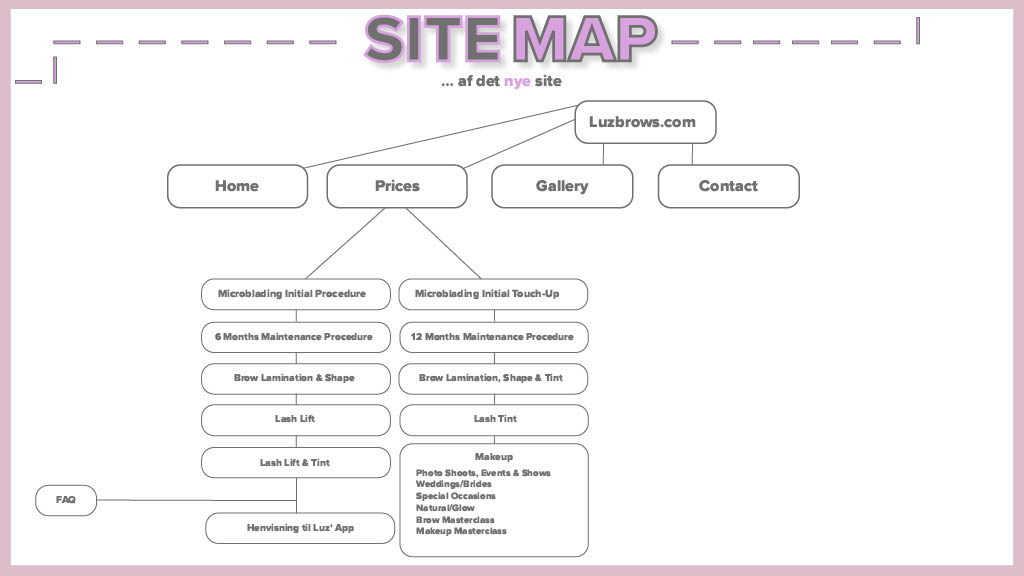 SITE MAP
... af det nye site
Luzbrows.com
Home
Prices
Gallery
Contact
Microblading Initial Procedure
Microblading Initial Touch-Up
6 Months Maintenance Procedure
12 Months Maintenance Procedure
Brow Lamination & Shape
Brow Lamination, Shape & Tint
Lash Lift
Lash Tint
Lash Lift & Tint
Makeup
Photo Shoots, Events & Shows
Weddings/Brides
Special Occasions
Natural/Glow
Brow Masterclass
Makeup Masterclass
FAQ
Henvisning til Luz' App